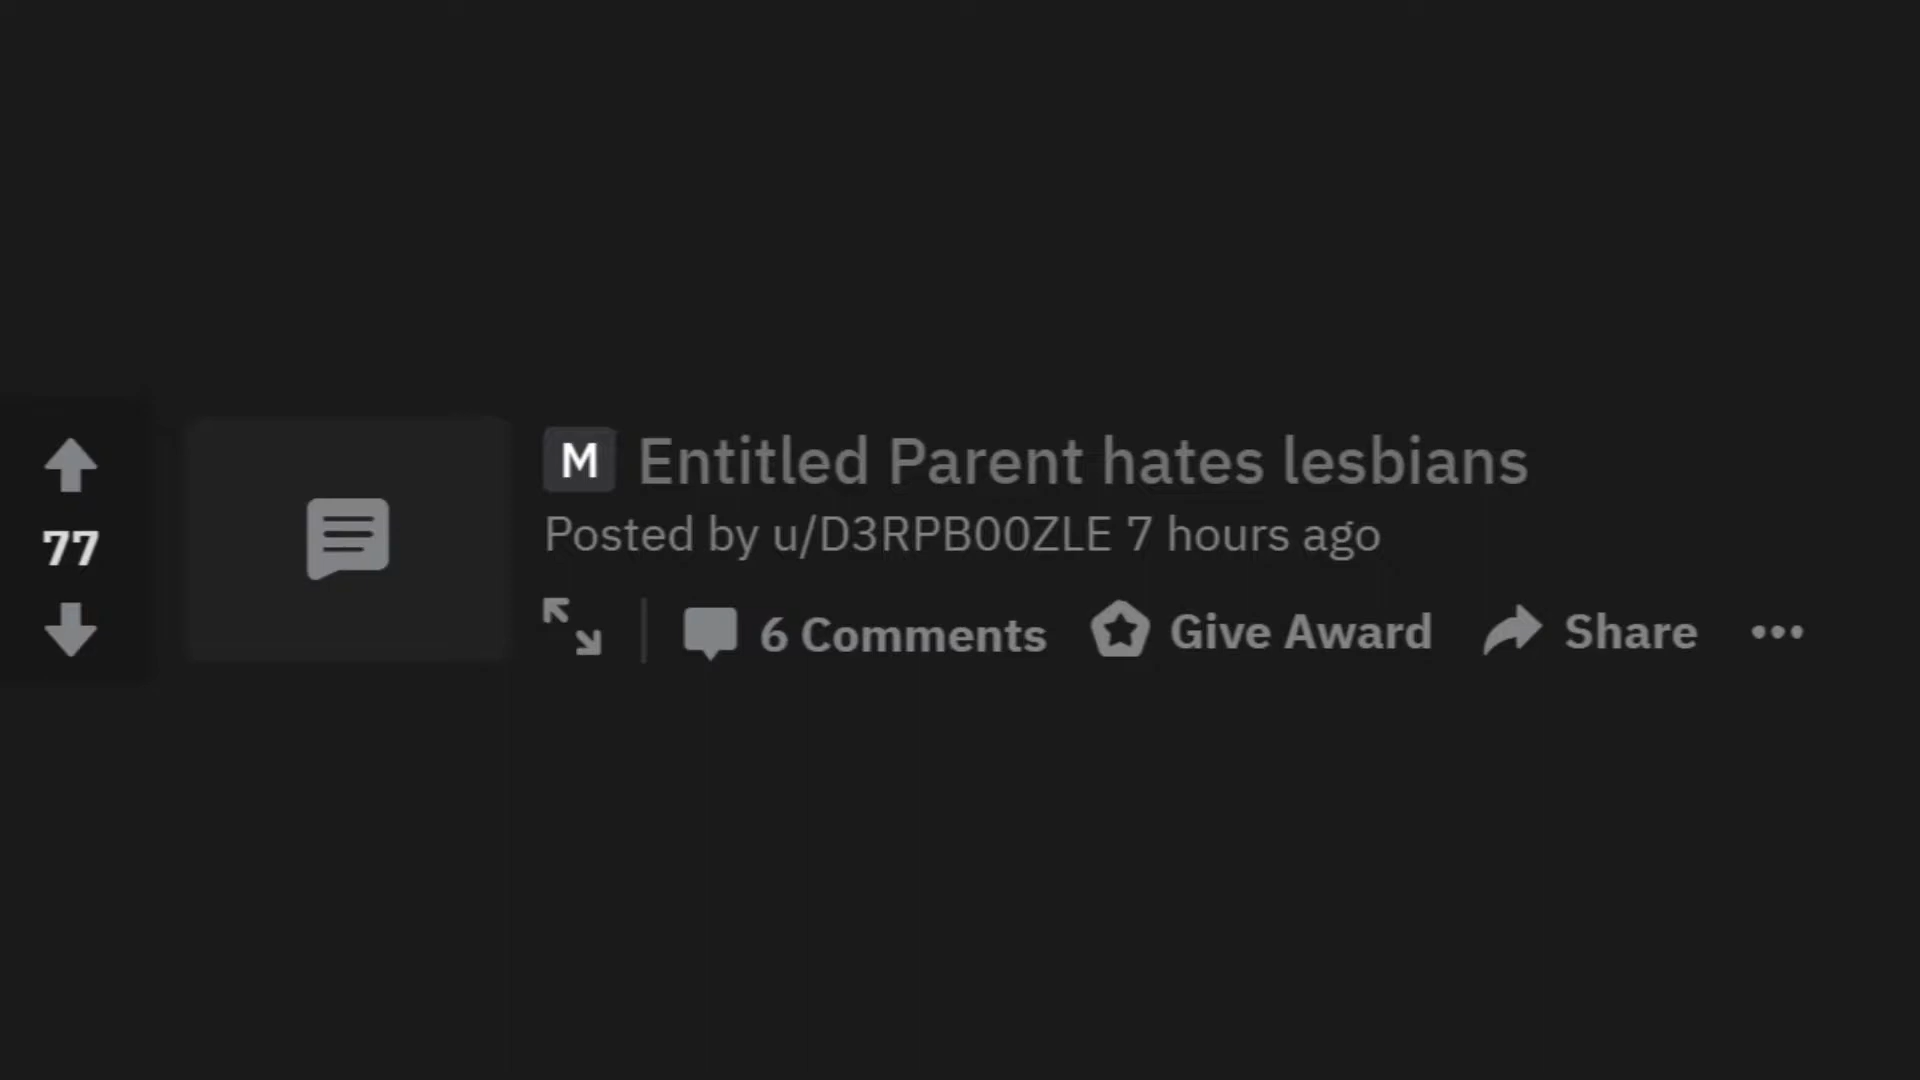 77
M Entitled Parent hates lesbians
Posted by u/D3RPB00ZLE 7 hours ago
6 Comments Give Award Share